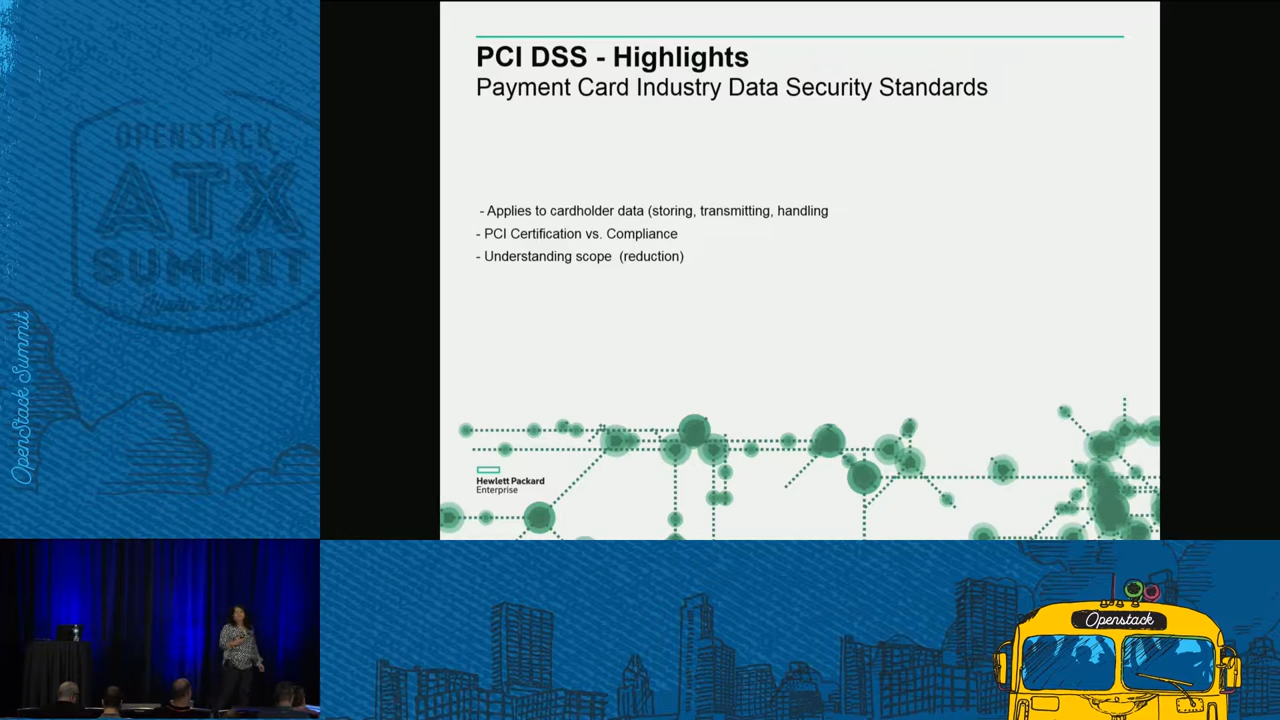 PCI DSS - Highlights
Payment Card Industry Data Security Standards
- Applies to cardholder data (storing, transmitting, handling
- PCI Certification vs. Compliance
- Understanding scope (reduction)
Hewlett Packard
Enterprise
OPENSTACK
ATX
SUMMIT
OpenStack Summit
Openstack